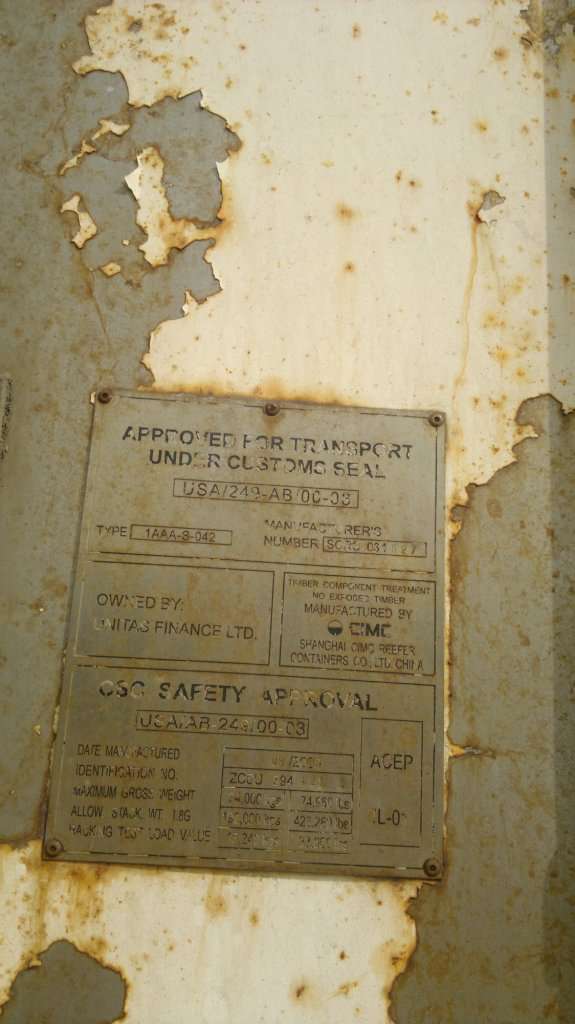 APPROVED FOR TRANSPORT
UNDER CUSTOMS SEAL
USA/249-AB/00-03
TYPE 1AAA-S-042
MANUFACTURER'S
NUMBER
OWNED BY:
UNITAS FINANCE LTD.
TIMBER COMPONENT TREATMENT
NO EXPOSED TIMBER
MANUFACTURED BY
CIMC
SHANGHAI CIMC REEFER
CONTAINERS CO., LTD. CHINA
CSC SAFETY APPROVAL
USA/AB-249/00-03
DATE MANUFACTURED
IDENTIFICATION NO.
MAXIMUM GROSS WEIGHT
ALLOW. STACK. WT. 1.8G
RACKING TEST LOAD VALUE
ACEP